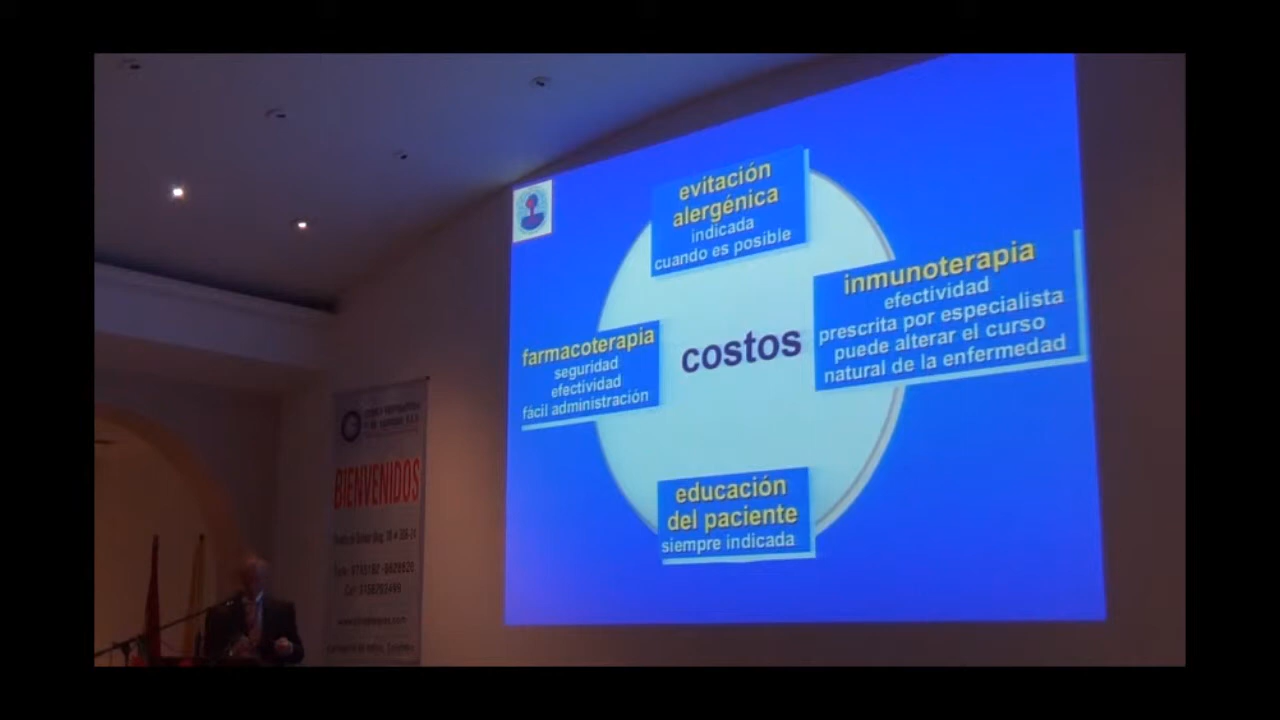 evitación
alergénica
indicada
cuando es posible
inmunoterapia
efectividad
prescrita por especialista
puede alterar el curso
natural de la enfermedad
farmacoterapia
seguridad
efectividad
fácil administración
costos
educación
del paciente
siempre indicada
BIENVENIDOS